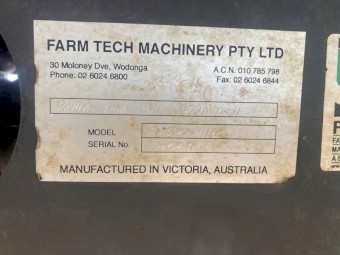 FARM TECH MACHINERY PTY LTD
30 Moloney Dve, Wodonga A.C.N. 010 785 798
Phone: 02 6024 6800 Fax: 02 6024 6844
MODEL
SERIAL No.
MANUFACTURED IN VICTORIA, AUSTRALIA